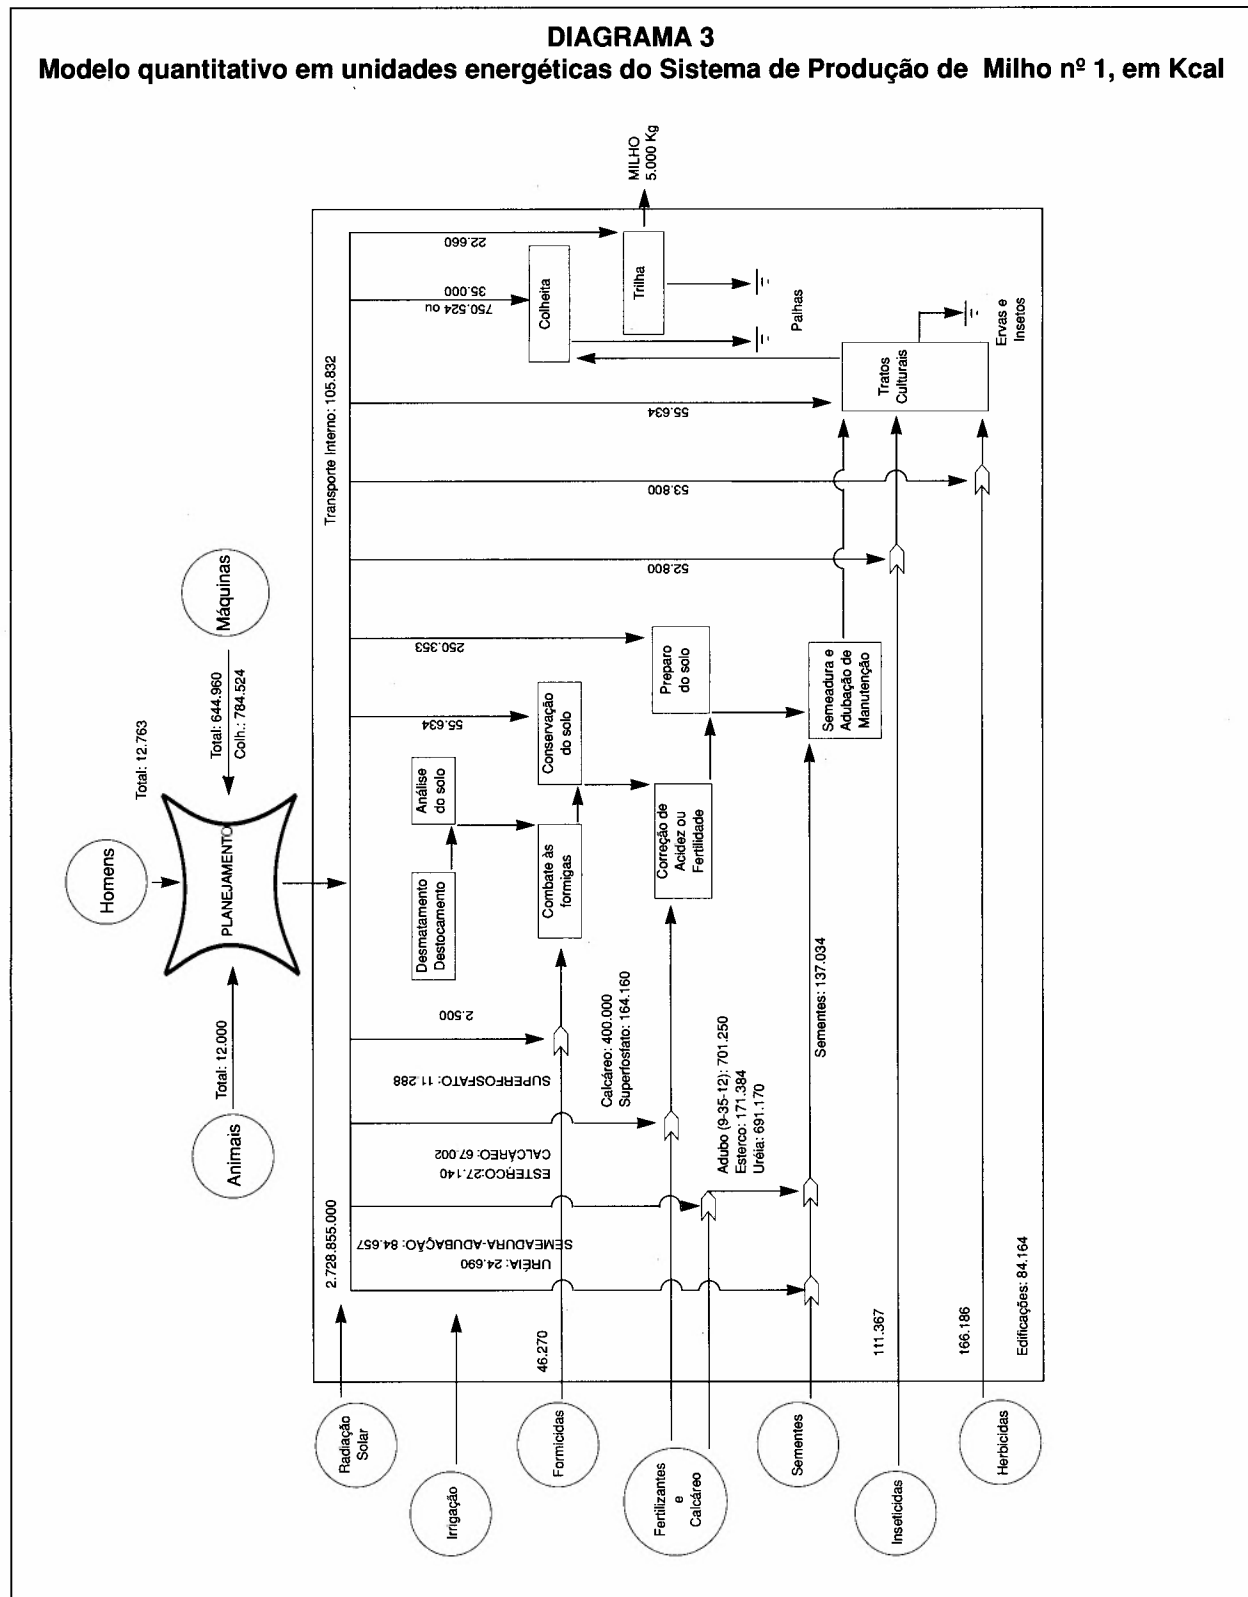 DIAGRAMA 3
Modelo quantitativo em unidades energéticas do Sistema de Produção de Milho nº 1, em Kcal
Homens
Total: 12.763
Animais
Total: 12.000
PLANEJAMENTO
Total: 644.960
Colh.: 784.524
Máquinas
Radiação
Solar
2.728.855.000
Transporte Interno: 105.832
Irrigação
Formicidas
46.270
Fertilizantes
e
Calcáreo
Sementes
Inseticidas
111.367
Herbicidas
166.186
Edificações: 84.164
URÉIA: 24.690
SEMEADURA-ADUBAÇÃO: 84.657
ESTERCO:27.140
CALCÁREO: 67.002
SUPERFOSFATO: 11.288
2.500
55.634
250.353
52.800
53.800
55.634
750.524 ou
35.000
22.660
Desmatamento
Destocamento
Análise
do solo
Combate às
formigas
Conservação
do solo
Calcáreo: 400.000
Superfosfato: 164.160
Correção de
Acidez ou
Fertilidade
Preparo
do solo
Adubo (9-35-12): 701.250
Esterco: 171.384
Uréia: 691.170
Sementes: 137.034
Semeadura e
Adubação de
Manutenção
Tratos
Culturais
Ervas e
Insetos
Colheita
Trilha
Palhas
MILHO
5.000 Kg